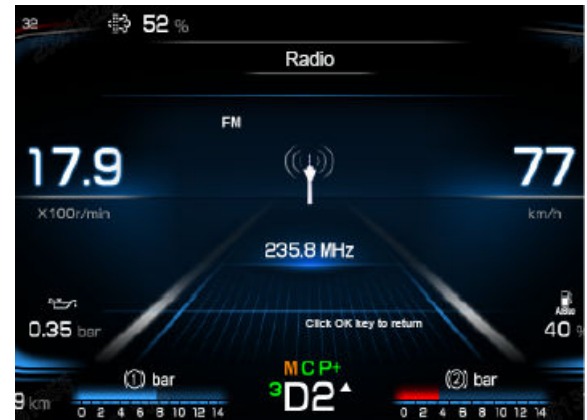 32 52 %
Radio
FM
17.9 77
X100r/min km/h
235.8 MHz
0.35 bar Click OK key to return 40 %
M C P+
(1) bar (2) bar
9 km 3 D2
0 2 4 6 8 10 12 14 0 2 4 6 8 10 12 14